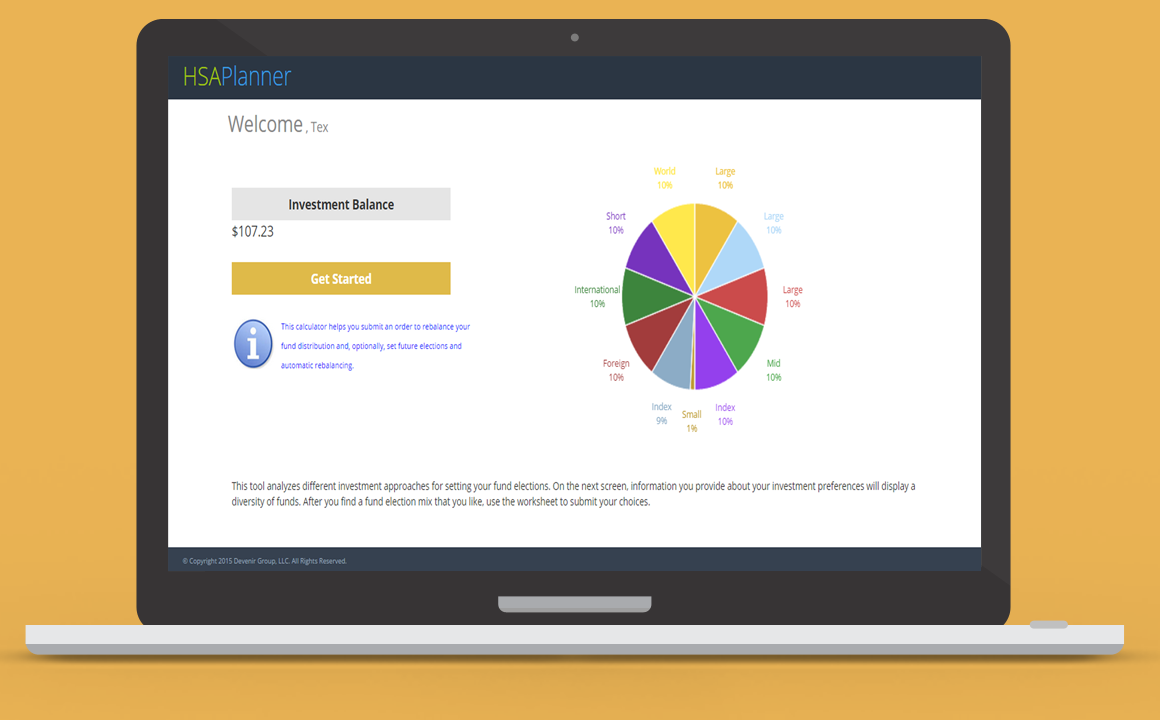 HSAPlanner
Welcome , Tex
Investment Balance
$107.23
Get Started
This calculator helps you submit an order to rebalance your
fund distribution and, optionally, set future elections and
automatic rebalancing.
World
10%
Large
10%
Short
10%
Large
10%
International
10%
Large
10%
Foreign
10%
Mid
10%
Index
9%
Small
1%
Index
10%
This tool analyzes different investment approaches for setting your fund elections. On the next screen, information you provide about your investment preferences will display a
diversity of funds. After you find a fund election mix that you like, use the worksheet to submit your choices.
© Copyright 2015 Devenir Group, LLC. All Rights Reserved.